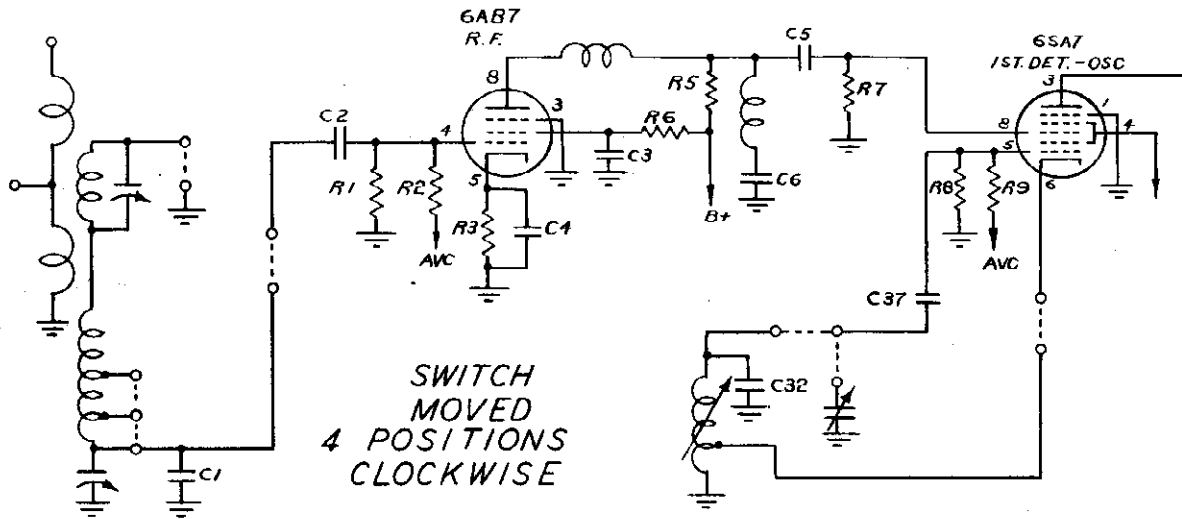 6AB7
R.F.
8
3
4
5
C2
R1
R2
AVC
R3
C4
C3
R6
R5
B+
C6
C5
R7
6SA7
1ST. DET.-OSC
3
1
4
8
5
6
R8
R9
AVC
C37
C32
C1
SWITCH
MOVED
4 POSITIONS
CLOCKWISE